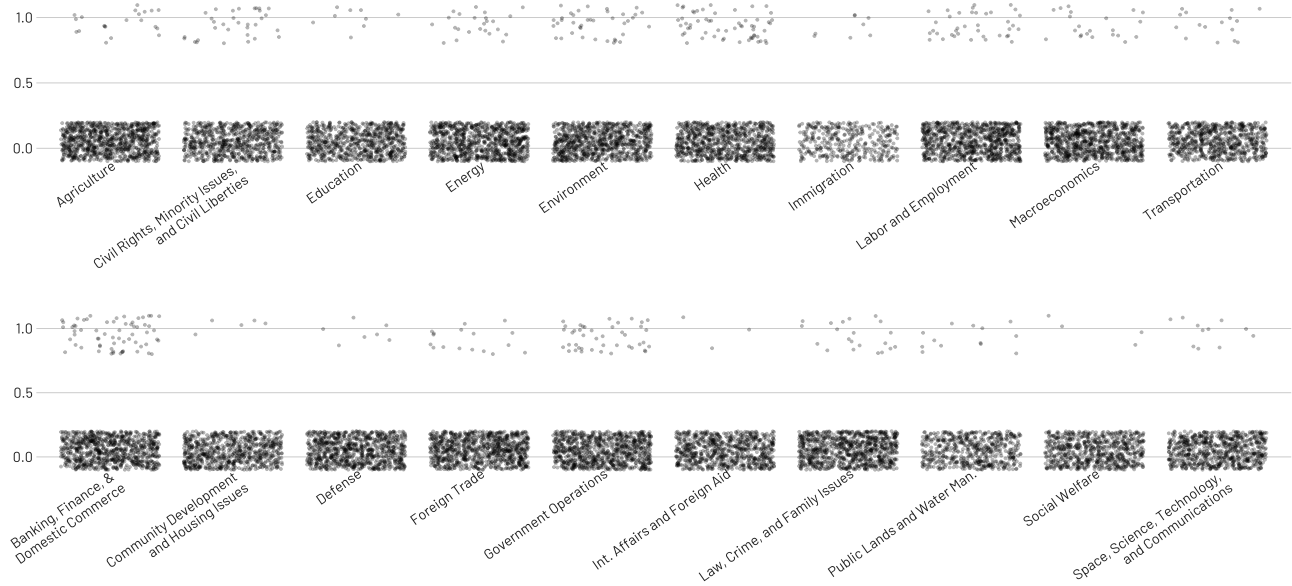 1.0
0.5
0.0
Agriculture
Civil Rights, Minority Issues,
and Civil Liberties
Education
Energy
Environment
Health
Immigration
Labor and Employment
Macroeconomics
Transportation
1.0
0.5
0.0
Banking, Finance, &
Domestic Commerce
Community Development
and Housing Issues
Defense
Foreign Trade
Government Operations
Int. Affairs and Foreign Aid
Law, Crime, and Family Issues
Public Lands and Water Man.
Social Welfare
Space, Science, Technology,
and Communications